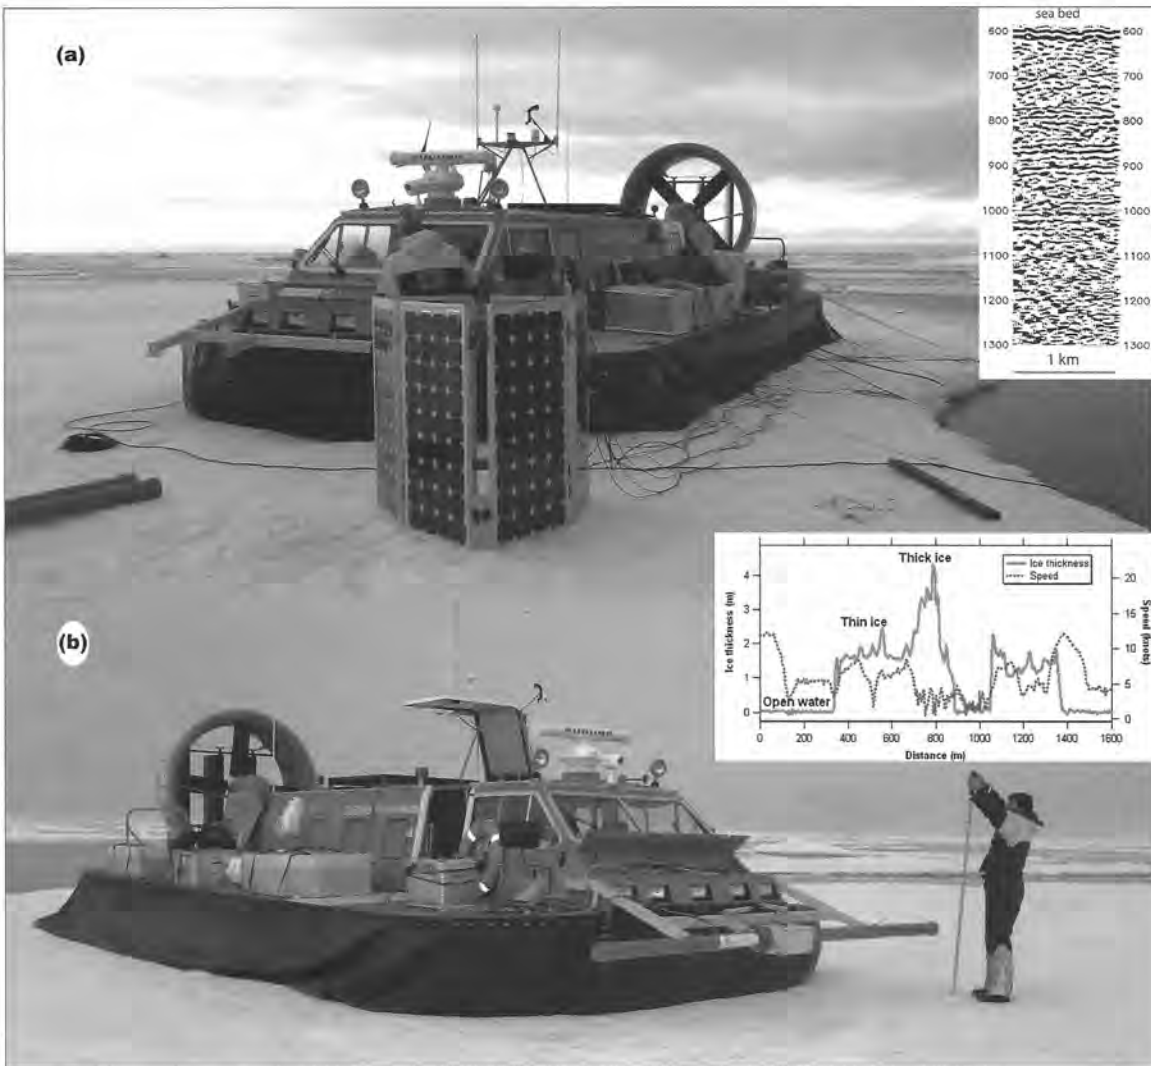 (a)
sea bed
600 600
700 700
800 800
900 900
1000 1000
1100 1100
1200 1200
1300 1300
1 km
Thick ice
Thin ice
Open water
Ice thickness
Speed
Ice thickness (m)
4
3
2
1
0
Speed (knots)
20
15
10
5
0
0 200 400 600 800 1000 1200 1400 1600
Distance (m)
(b)